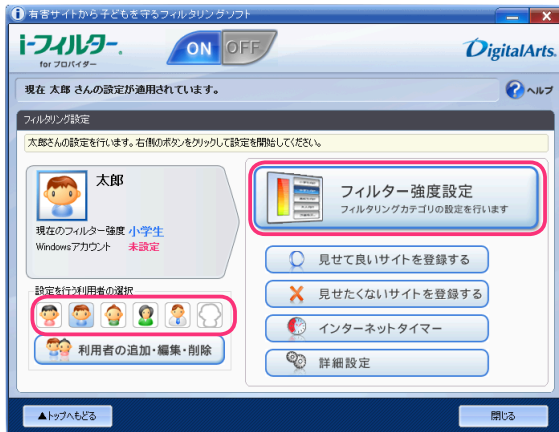 有害サイトから子どもを守るフィルタリングソフト
i-フィルター.
for プロバイダー
ON OFF
DigitalArts.
現在 太郎 さんの設定が適用されています。
ヘルプ
フィルタリング設定
太郎さんの設定を行います。右側のボタンをクリックして設定を開始してください。
太郎
現在のフィルター強度 小学生
Windowsアカウント 未設定
設定を行う利用者の選択
利用者の追加・編集・削除
フィルター強度設定
フィルタリングカテゴリの設定を行います
見せて良いサイトを登録する
見せたくないサイトを登録する
インターネットタイマー
詳細設定
▲トップへもどる
閉じる